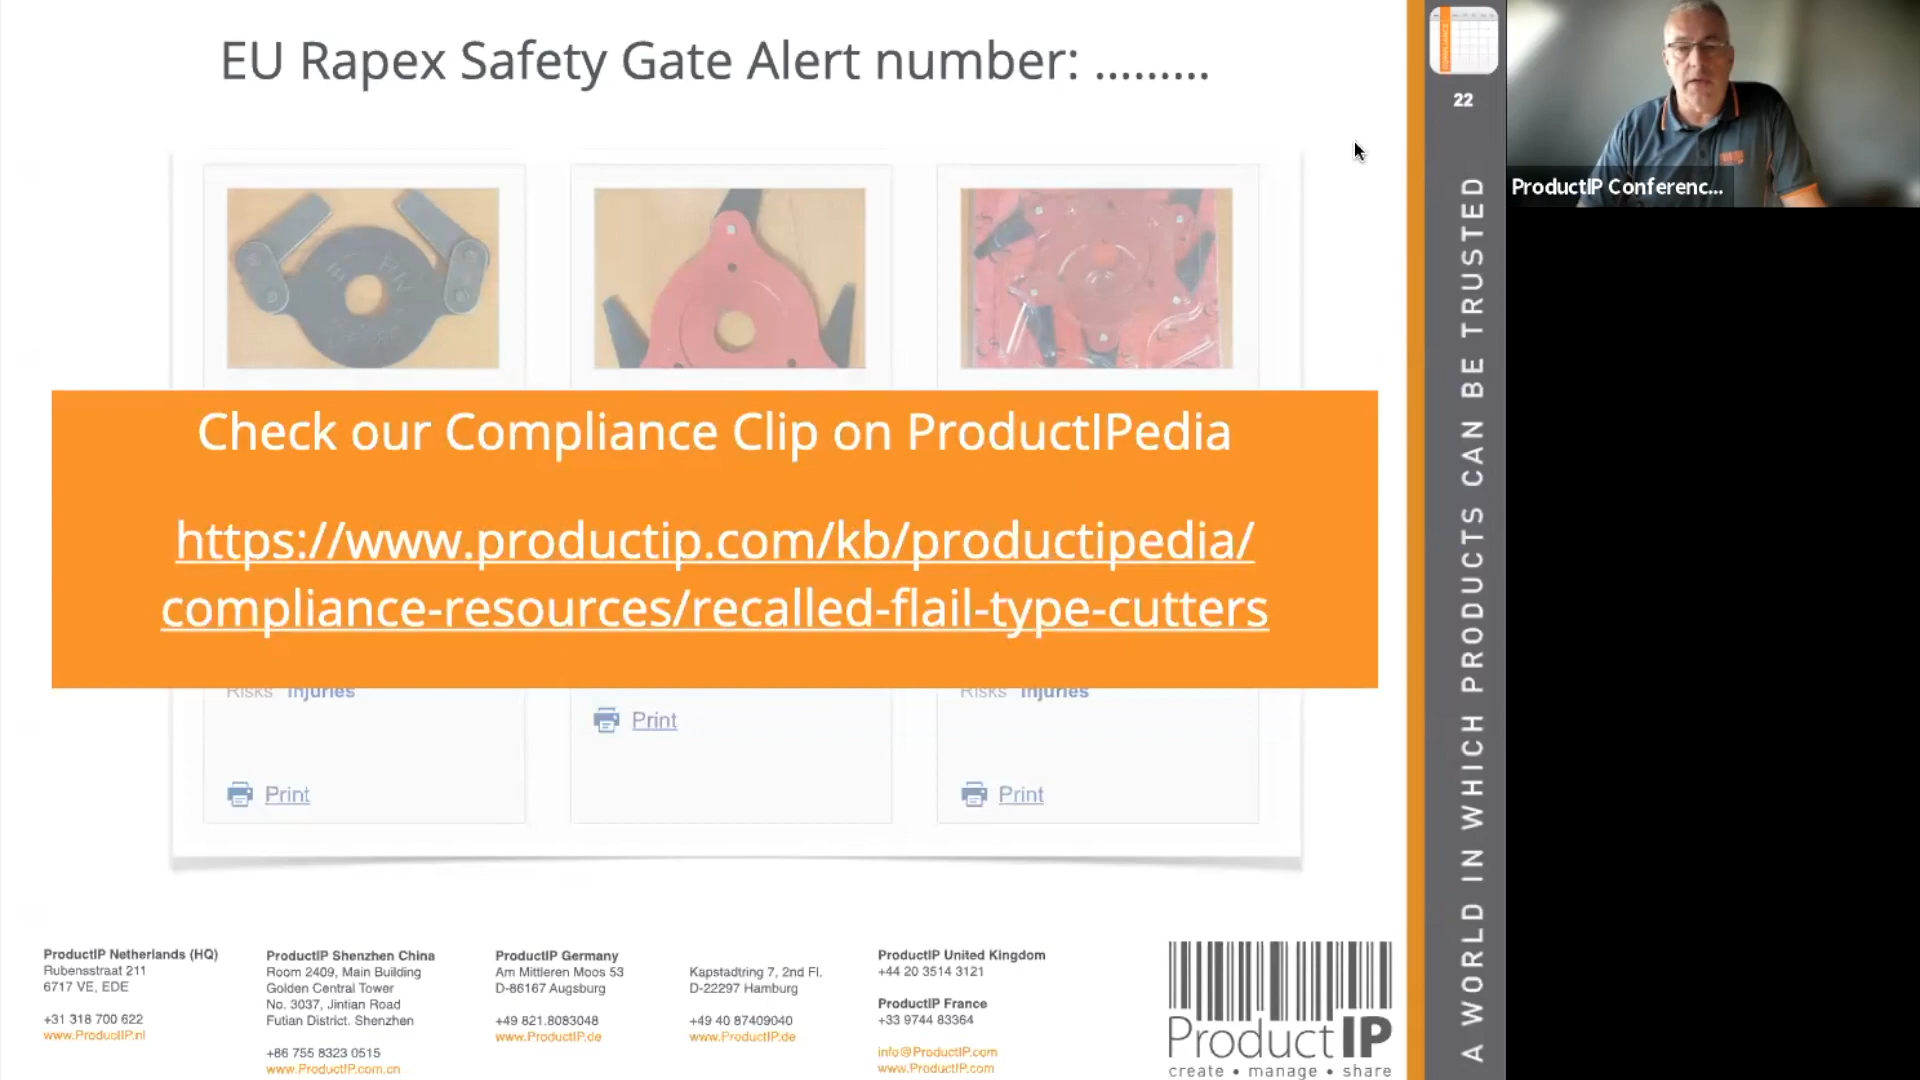 EU Rapex Safety Gate Alert number: .........
22
ProductIP Conferenc...
Check our Compliance Clip on ProductIPedia
https://www.productip.com/kb/productipedia/
compliance-resources/recalled-flail-type-cutters
Risks Injuries
Print
Print
Risks Injuries
Print
A WORLD IN WHICH PRODUCTS CAN BE TRUSTED
ProductIP Netherlands (HQ)
Rubensstraat 211
6717 VE, EDE
+31 318 700 622
www.ProductIP.nl
ProductIP Shenzhen China
Room 2409, Main Building
Golden Central Tower
No. 3037, Jintian Road
Futian District. Shenzhen
+86 755 8323 0515
www.ProductIP.com.cn
ProductIP Germany
Am Mittleren Moos 53
D-86167 Augsburg
+49 821.8083048
www.ProductIP.de
Kapstadtring 7, 2nd Fl.
D-22297 Hamburg
+49 40 87409040
www.ProductIP.de
ProductIP United Kingdom
+44 20 3514 3121
ProductIP France
+33 9744 83364
info@ProductIP.com
www.ProductIP.com
ProductIP
create • manage • share